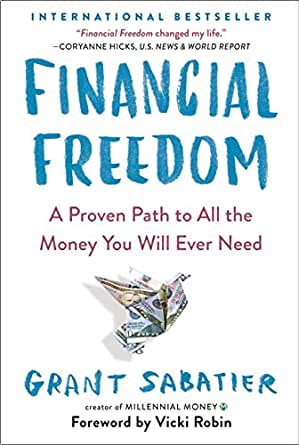 INTERNATIONAL BESTSELLER
"Financial Freedom changed my life."
—CORYANNE HICKS, U.S. NEWS & WORLD REPORT
FINANCIAL
FREEDOM
A Proven Path to All the
Money You Will Ever Need
GRANT SABATIER
creator of MILLENNIAL MONEY
Foreword by Vicki Robin